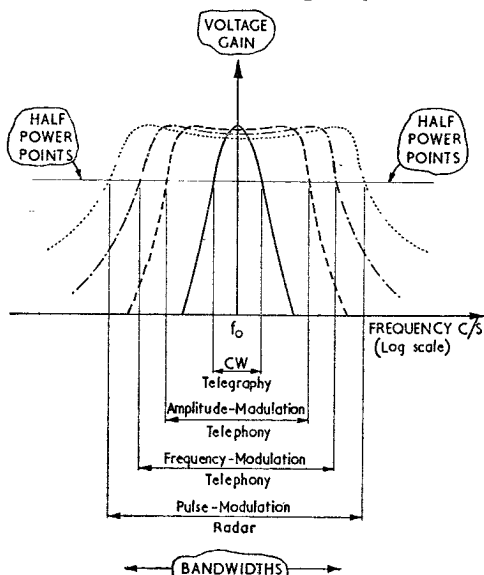 VOLTAGE
GAIN
HALF
POWER
POINTS
HALF
POWER
POINTS
f₀
FREQUENCY C/S
(Log scale)
CW
Telegraphy
Amplitude-Madulation
Telephony
Frequency-Modulation
Telephony
Pulse-Modulation
Radar
BANDWIDTHS